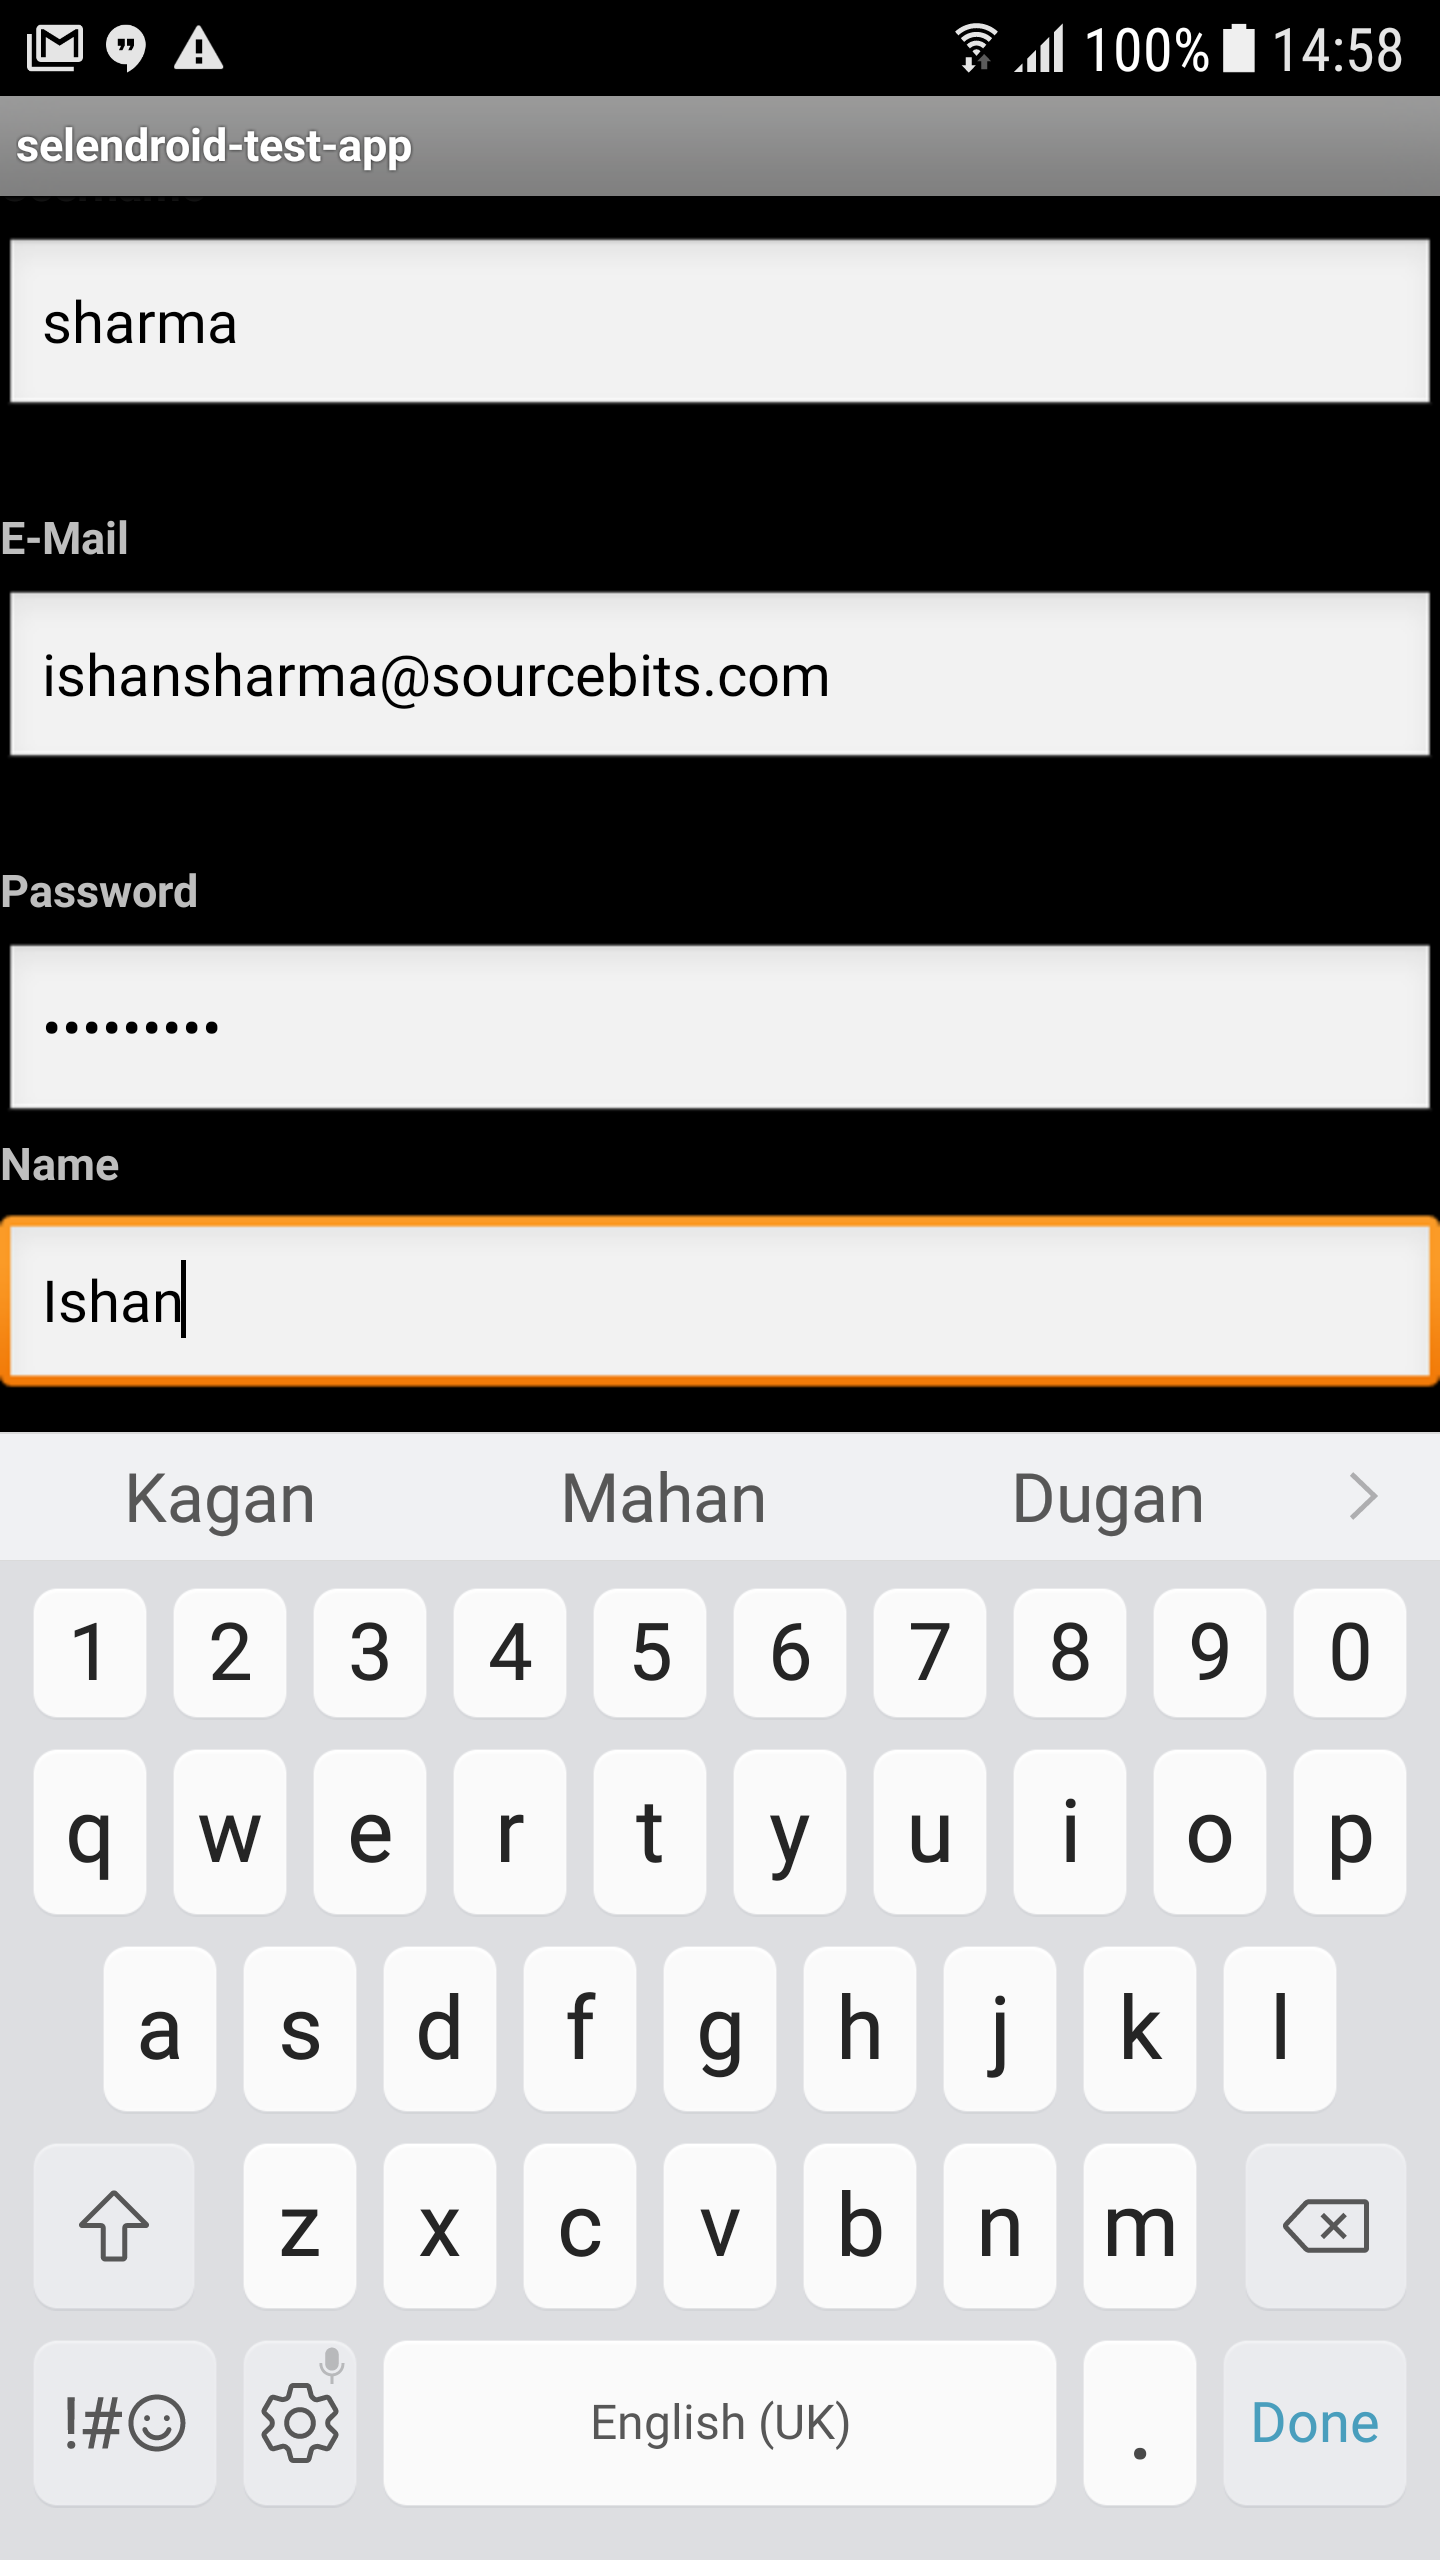 100% 14:58
selendroid-test-app
sharma
E-Mail
ishansharma@sourcebits.com
Password
•••••••••
Name
Ishan
Kagan Mahan Dugan
1 2 3 4 5 6 7 8 9 0
q w e r t y u i o p
a s d f g h j k l
z x c v b n m
!#☺ English (UK) . Done